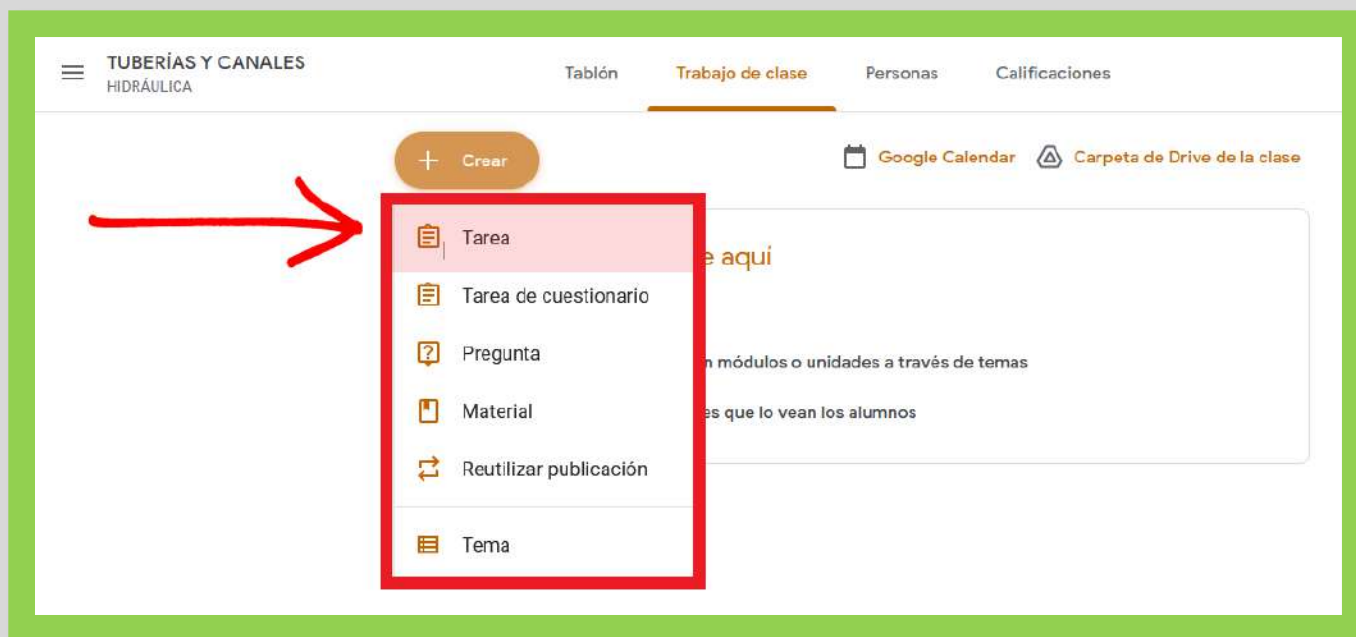 TUBERÍAS Y CANALES
HIDRÁULICA
Tablón
Trabajo de clase
Personas
Calificaciones
Crear
Google Calendar
Carpeta de Drive de la clase
Tarea
Tarea de cuestionario
Pregunta
Material
Reutilizar publicación
Tema
e aquí
módulos o unidades a través de temas
es que lo vean los alumnos